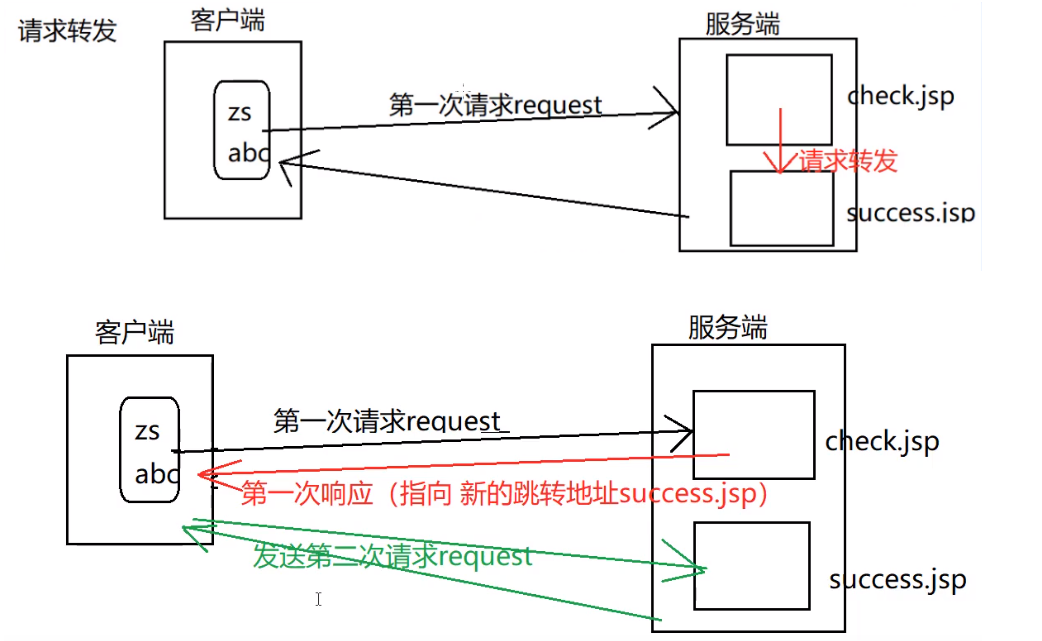 请求转发
客户端
服务端
zs
abc
第一次请求request
check.jsp
请求转发
success.jsp
客户端
服务端
zs
abc
第一次请求request
check.jsp
第一次响应（指向 新的跳转地址success.jsp）
发送第二次请求request
success.jsp